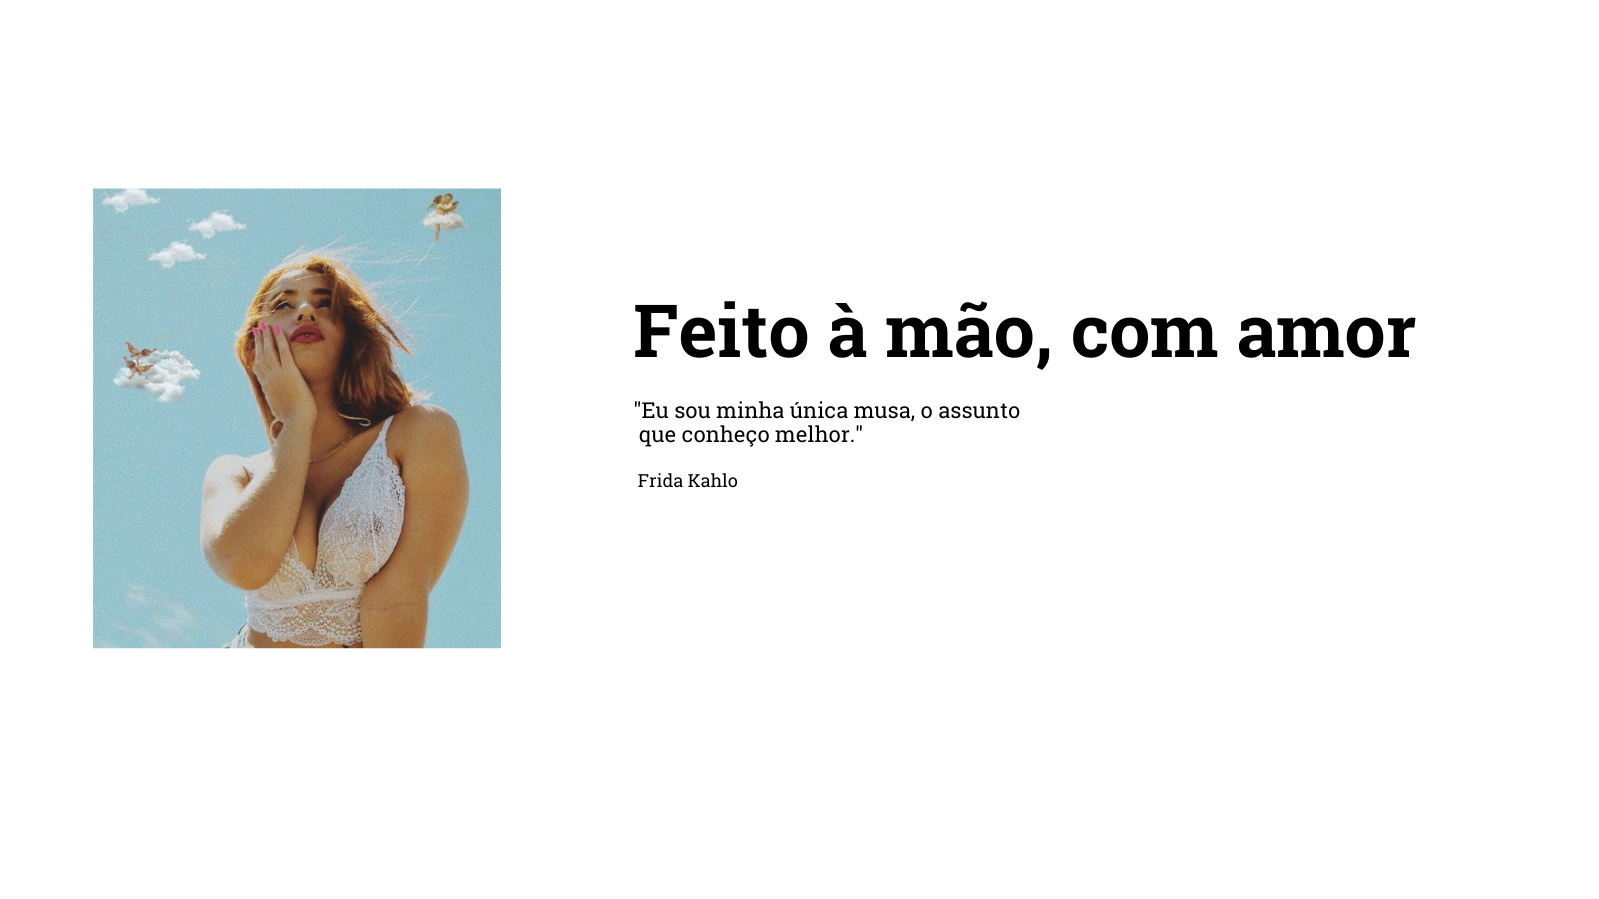 Feito à mão, com amor
"Eu sou minha única musa, o assunto
que conheço melhor."
Frida Kahlo